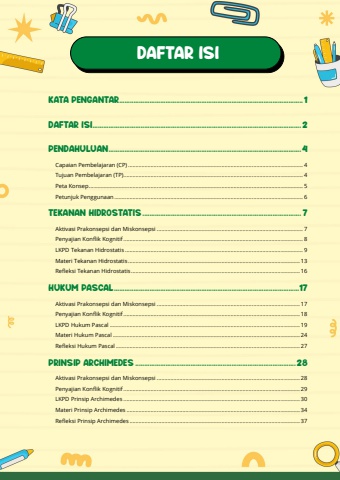 DAFTAR ISI
KATA PENGANTAR 1
DAFTAR ISI 2
PENDAHULUAN 4
Capaian Pembelajaran (CP) 4
Tujuan Pembelajaran (TP) 4
Peta Konsep 5
Petunjuk Penggunaan 6
TEKANAN HIDROSTATIS 7
Aktivasi Prakonsepsi dan Miskonsepsi 7
Penyajian Konflik Kognitif 8
LKPD Tekanan Hidrostatis 9
Materi Tekanan Hidrostatis 13
Refleksi Tekanan Hidrostatis 16
HUKUM PASCAL 17
Aktivasi Prakonsepsi dan Miskonsepsi 17
Penyajian Konflik Kognitif 18
LKPD Hukum Pascal 19
Materi Hukum Pascal 24
Refleksi Hukum Pascal 27
PRINSIP ARCHIMEDES 28
Aktivasi Prakonsepsi dan Miskonsepsi 28
Penyajian Konflik Kognitif 29
LKPD Prinsip Archimedes 30
Materi Prinsip Archimedes 34
Refleksi Prinsip Archimedes 37